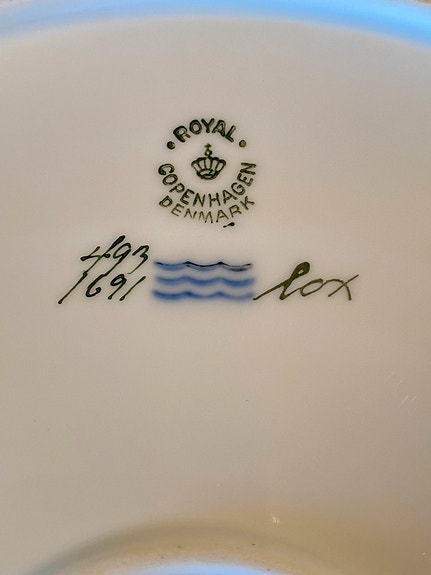 ROYAL
COPENHAGEN
DENMARK
493
1691